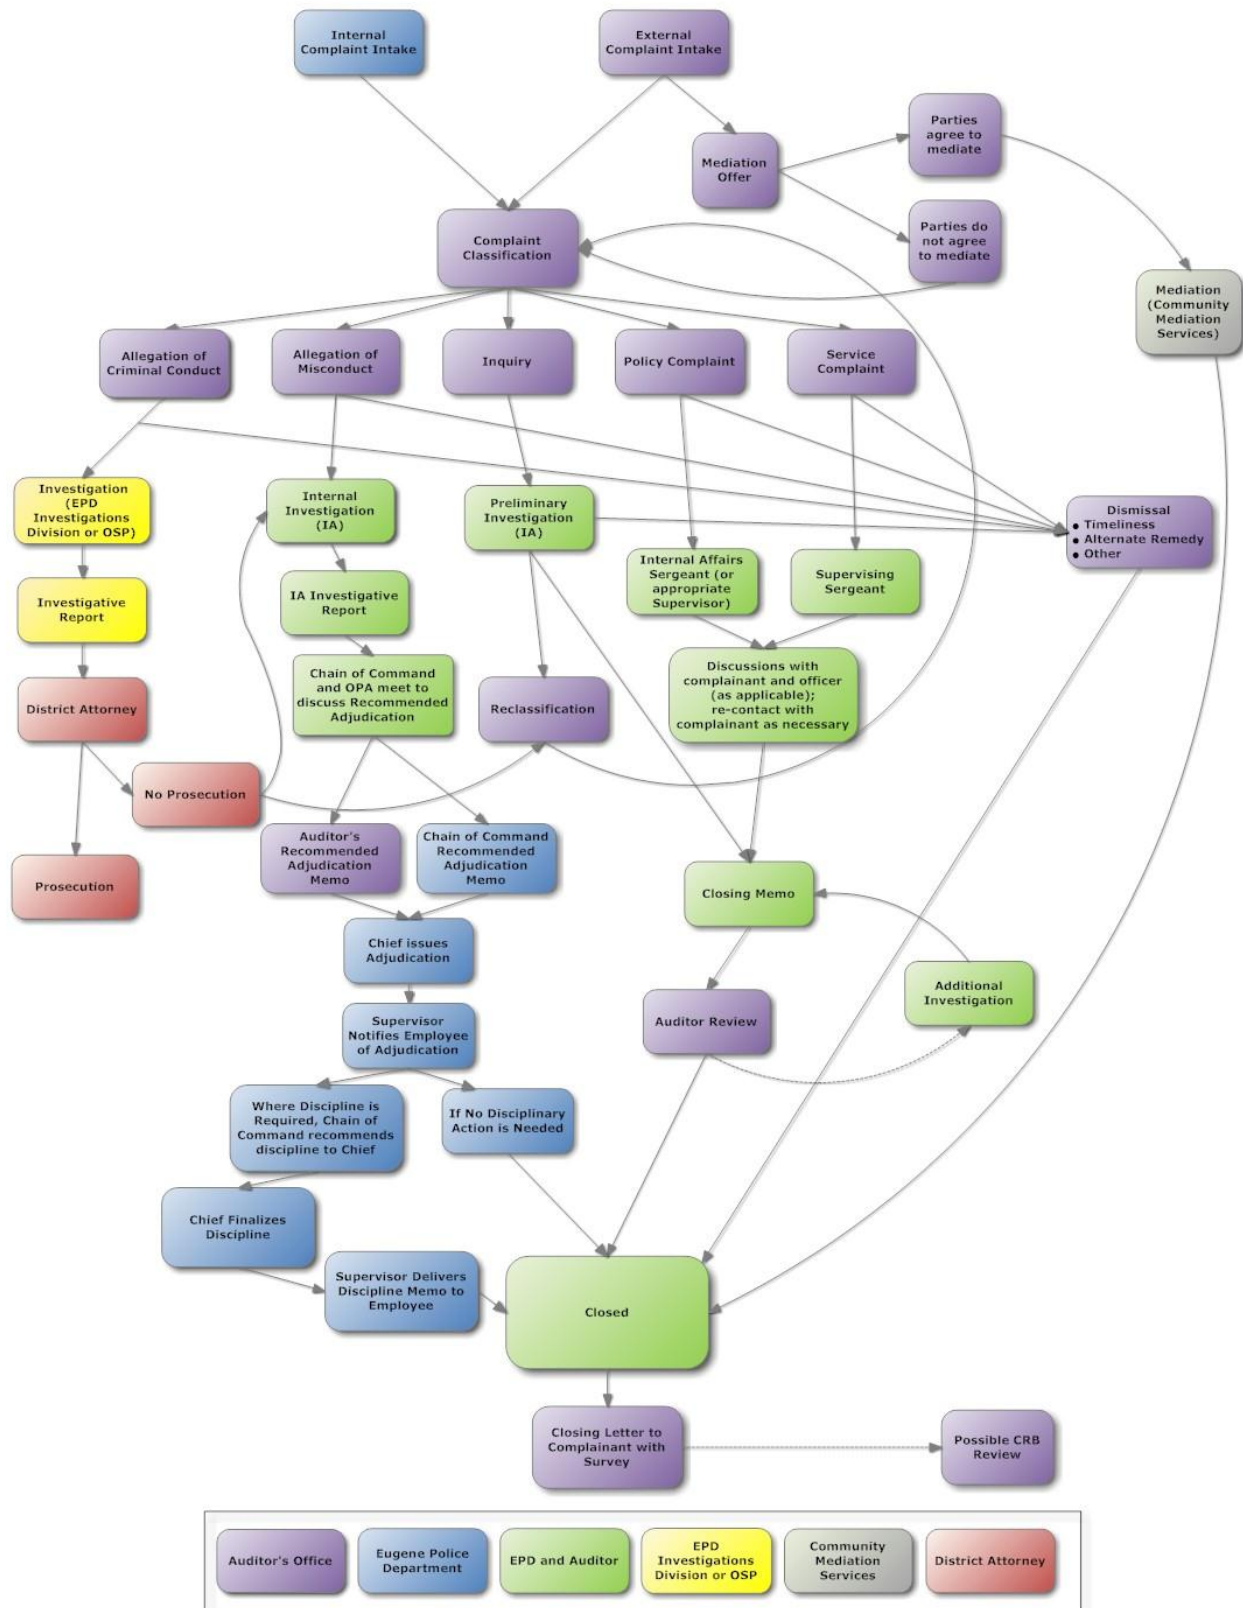 Internal
Complaint Intake
External
Complaint Intake
Parties
agree to
mediate
Mediation
Offer
Parties do
not agree
to mediate
Complaint
Classification
Mediation
(Community
Mediation
Services)
Allegation of
Criminal Conduct
Allegation of
Misconduct
Inquiry
Policy Complaint
Service
Complaint
Investigation
(EPD
Investigations
Division or OSP)
Internal
Investigation
(IA)
Preliminary
Investigation
(IA)
Dismissal
• Timeliness
• Alternate Remedy
• Other
Internal Affairs
Sergeant (or
appropriate
Supervisor)
Supervising
Sergeant
Investigative
Report
IA Investigative
Report
Chain of Command
and OPA meet to
discuss Recommended
Adjudication
Discussions with
complainant and officer
(as applicable);
re-contact with
complainant as necessary
District Attorney
Reclassification
No Prosecution
Auditor's
Recommended
Adjudication
Memo
Chain of Command
Recommended
Adjudication
Memo
Prosecution
Closing Memo
Chief issues
Adjudication
Additional
Investigation
Supervisor
Notifies Employee
of Adjudication
Auditor Review
Where Discipline is
Required, Chain of
Command recommends
discipline to Chief
If No Disciplinary
Action is Needed
Chief Finalizes
Discipline
Supervisor Delivers
Discipline Memo to
Employee
Closed
Closing Letter to
Complainant with
Survey
Possible CRB
Review
Auditor's Office
Eugene Police
Department
EPD and Auditor
EPD
Investigations
Division or OSP
Community
Mediation
Services
District Attorney